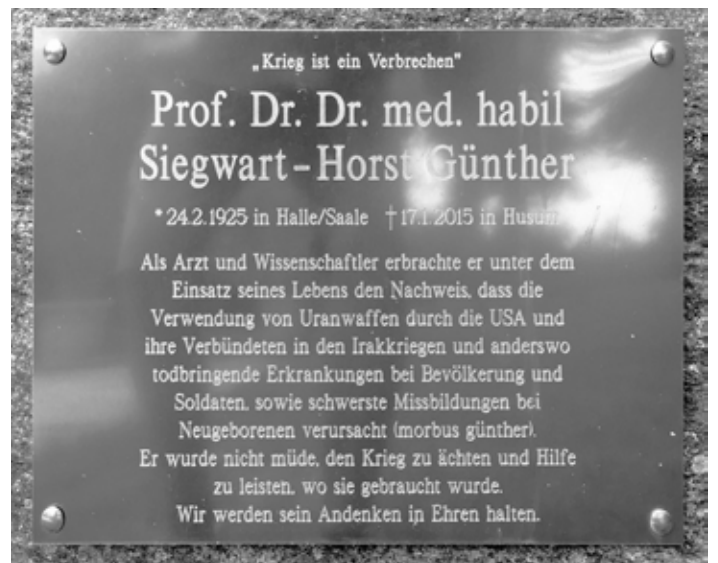 „Krieg ist ein Verbrechen"
Prof. Dr. Dr. med. habil
Siegwart-Horst Günther
*24.2.1925 in Halle/Saale †17.1.2015 in Husum
Als Arzt und Wissenschaftler erbrachte er unter dem
Einsatz seines Lebens den Nachweis, dass die
Verwendung von Uranwaffen durch die USA und
ihre Verbündeten in den Irakkriegen und anderswo
todbringende Erkrankungen bei Bevölkerung und
Soldaten, sowie schwerste Missbildungen bei
Neugeborenen verursacht (morbus günther).
Er wurde nicht müde, den Krieg zu ächten und Hilfe
zu leisten, wo sie gebraucht wurde.
Wir werden sein Andenken in Ehren halten.